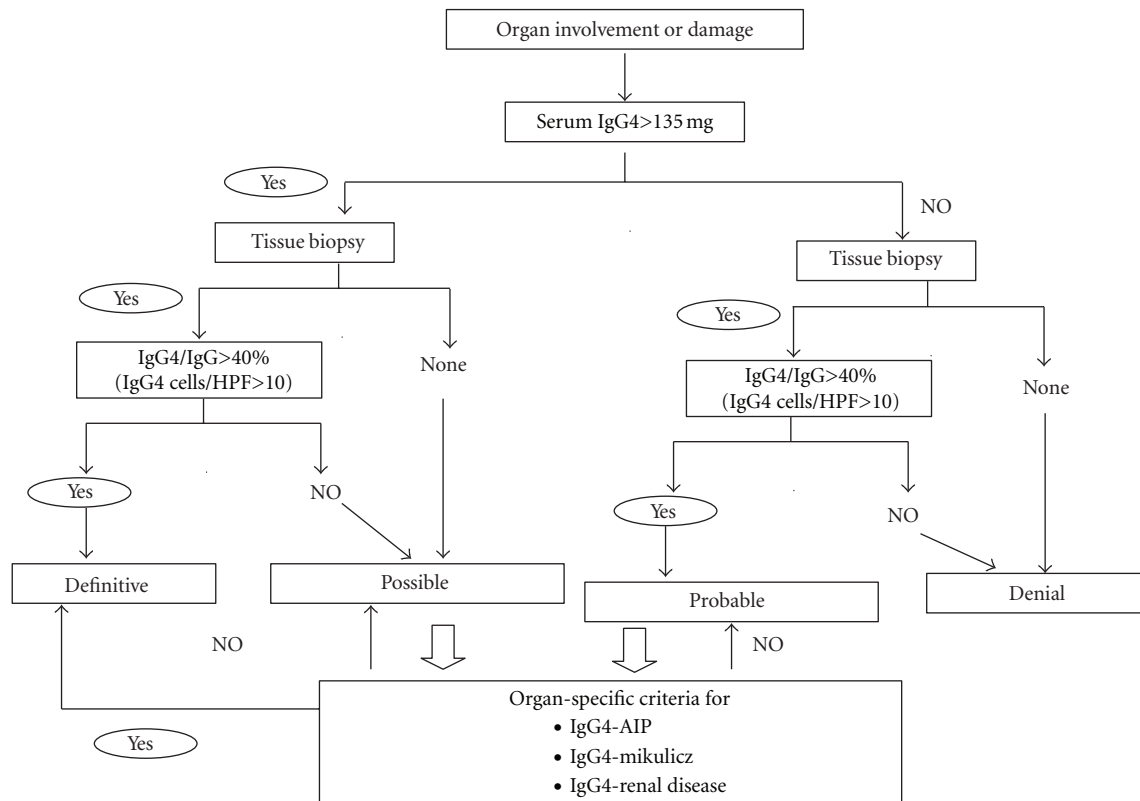 Organ involvement or damage
Serum IgG4>135 mg
Yes
NO
Tissue biopsy
Tissue biopsy
Yes
Yes
IgG4/IgG>40%
(IgG4 cells/HPF>10)
None
IgG4/IgG>40%
(IgG4 cells/HPF>10)
None
Yes
NO
Yes
NO
Definitive
Possible
Probable
Denial
NO
NO
Organ-specific criteria for
• IgG4-AIP
• IgG4-mikulicz
• IgG4-renal disease
Yes